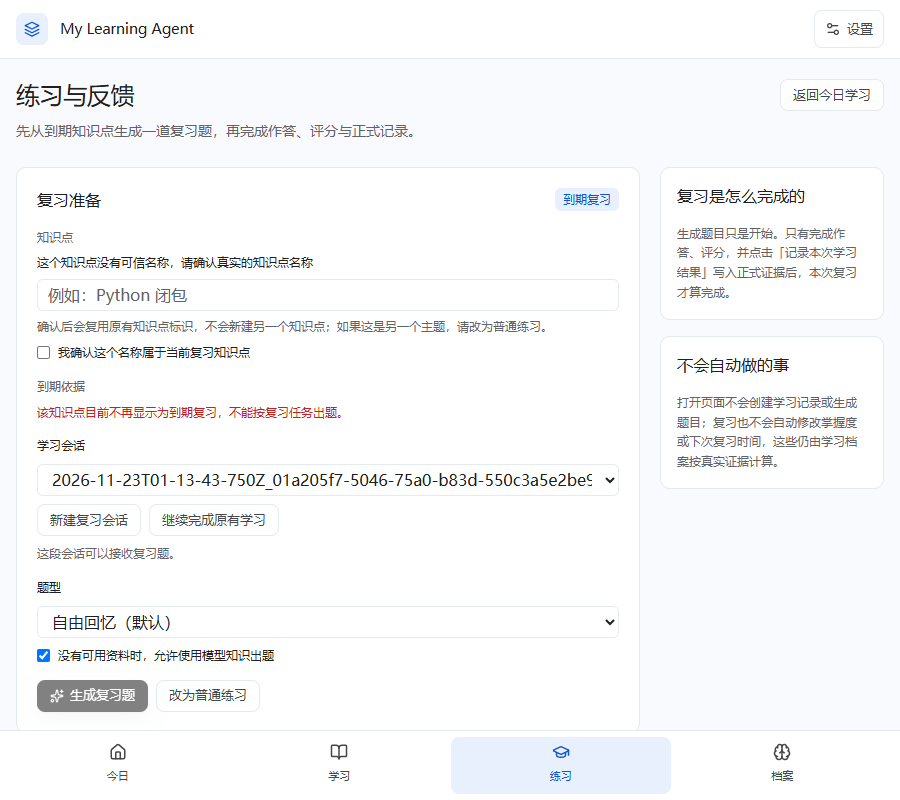 My Learning Agent
设置
练习与反馈
返回今日学习
先从到期知识点生成一道复习题，再完成作答、评分与正式记录。
复习准备
到期复习
知识点
这个知识点没有可信名称，请确认真实的知识点名称
例如：Python 闭包
确认后会复用原有知识点标识，不会新建另一个知识点；如果这是另一个主题，请改为普通练习。
我确认这个名称属于当前复习知识点
到期依据
该知识点目前不再显示为到期复习，不能按复习任务出题。
学习会话
2026-11-23T01-13-43-750Z_01a205f7-5046-75a0-b83d-550c3a5e2be9
新建复习会话
继续完成原有学习
这段会话可以接收复习题。
题型
自由回忆（默认）
没有可用资料时，允许使用模型知识出题
生成复习题
改为普通练习
复习是怎么完成的
生成题目只是开始。只有完成作
答、评分，并点击「记录本次学习
结果」写入正式证据后，本次复习
才算完成。
不会自动做的事
打开页面不会创建学习记录或生成
题目；复习也不会自动修改掌握度
或下次复习时间，这些仍由学习档
案按真实证据计算。
今日
学习
练习
档案